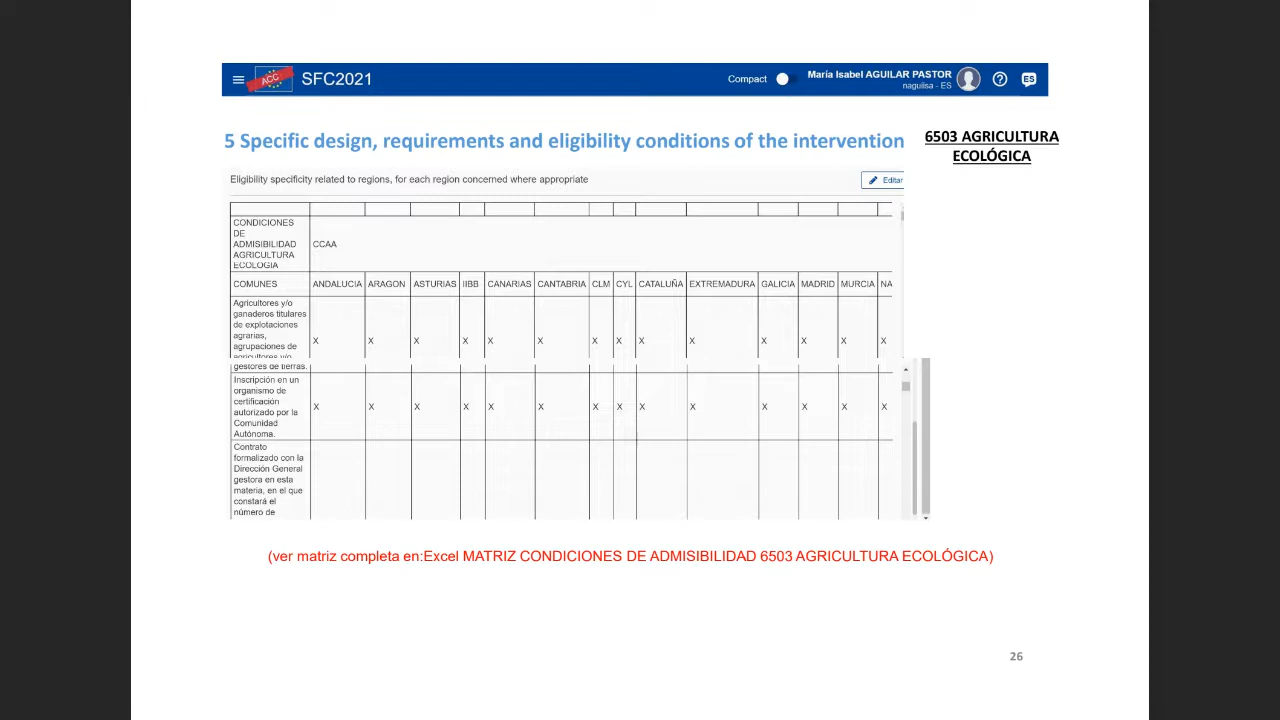 ACC
SFC2021
Compact
María Isabel AGUILAR PASTOR
naguilsa - ES
ES
5 Specific design, requirements and eligibility conditions of the intervention
6503 AGRICULTURA
ECOLÓGICA
Eligibility specificity related to regions, for each region concerned where appropriate
Editar
CONDICIONES
DE
ADMISIBILIDAD
AGRICULTURA
ECOLOGIA
CCAA
COMUNES ANDALUCIA ARAGON ASTURIAS IIBB CANARIAS CANTABRIA CLM CYL CATALUÑA EXTREMADURA GALICIA MADRID MURCIA NA
Agricultores y/o
ganaderos titulares
de explotaciones
agrarias,
agrupaciones de
agricultores y/o
gestores de tierras.
X X X X X X X X X X X X X X
Inscripción en un
organismo de
certificación
autorizado por la
Comunidad
Autónoma.
X X X X X X X X X X X X X X
Contrato
formalizado con la
Dirección General
gestora en esta
materia, en el que
constará el
número de
(ver matriz completa en:Excel MATRIZ CONDICIONES DE ADMISIBILIDAD 6503 AGRICULTURA ECOLÓGICA)
26